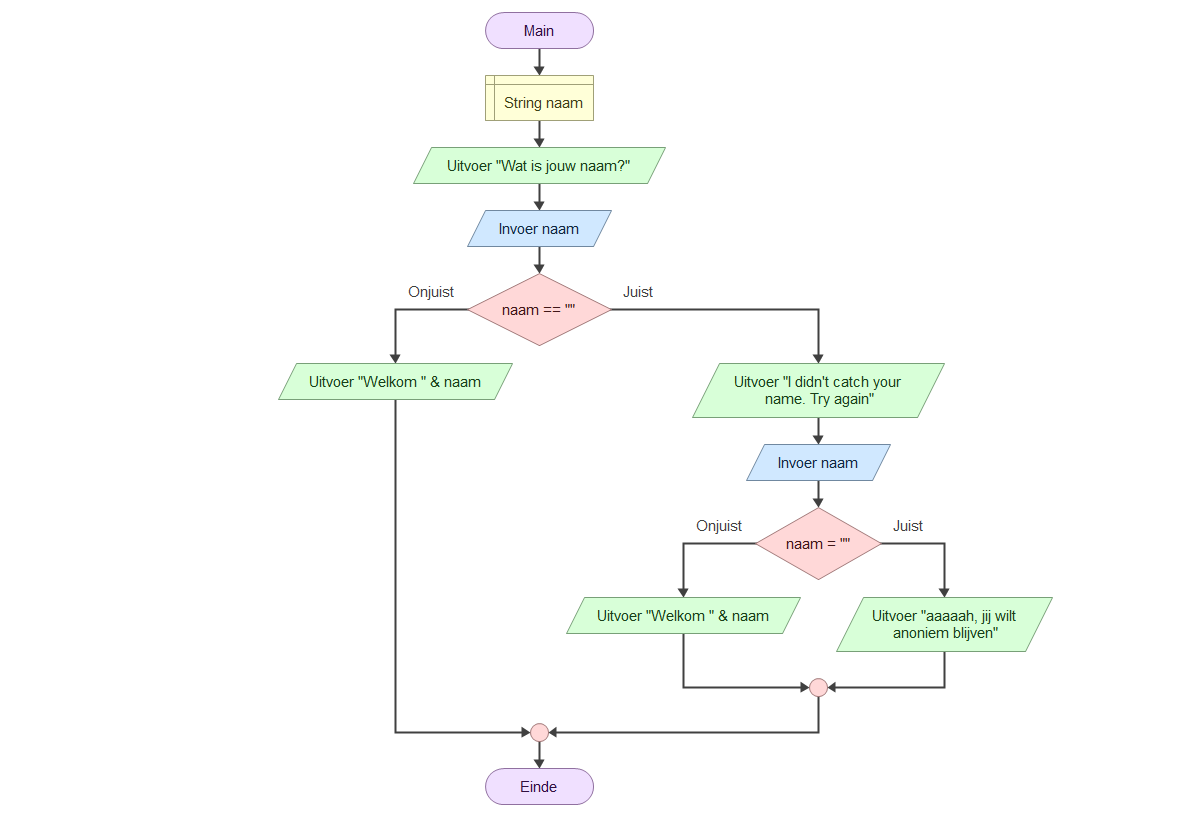 Main
String naam
Uitvoer "Wat is jouw naam?"
Invoer naam
Onjuist
Juist
naam == ""
Uitvoer "Welkom " & naam
Uitvoer "I didn't catch your
name. Try again"
Invoer naam
Onjuist
Juist
naam = ""
Uitvoer "Welkom " & naam
Uitvoer "aaaaah, jij wilt
anoniem blijven"
Einde